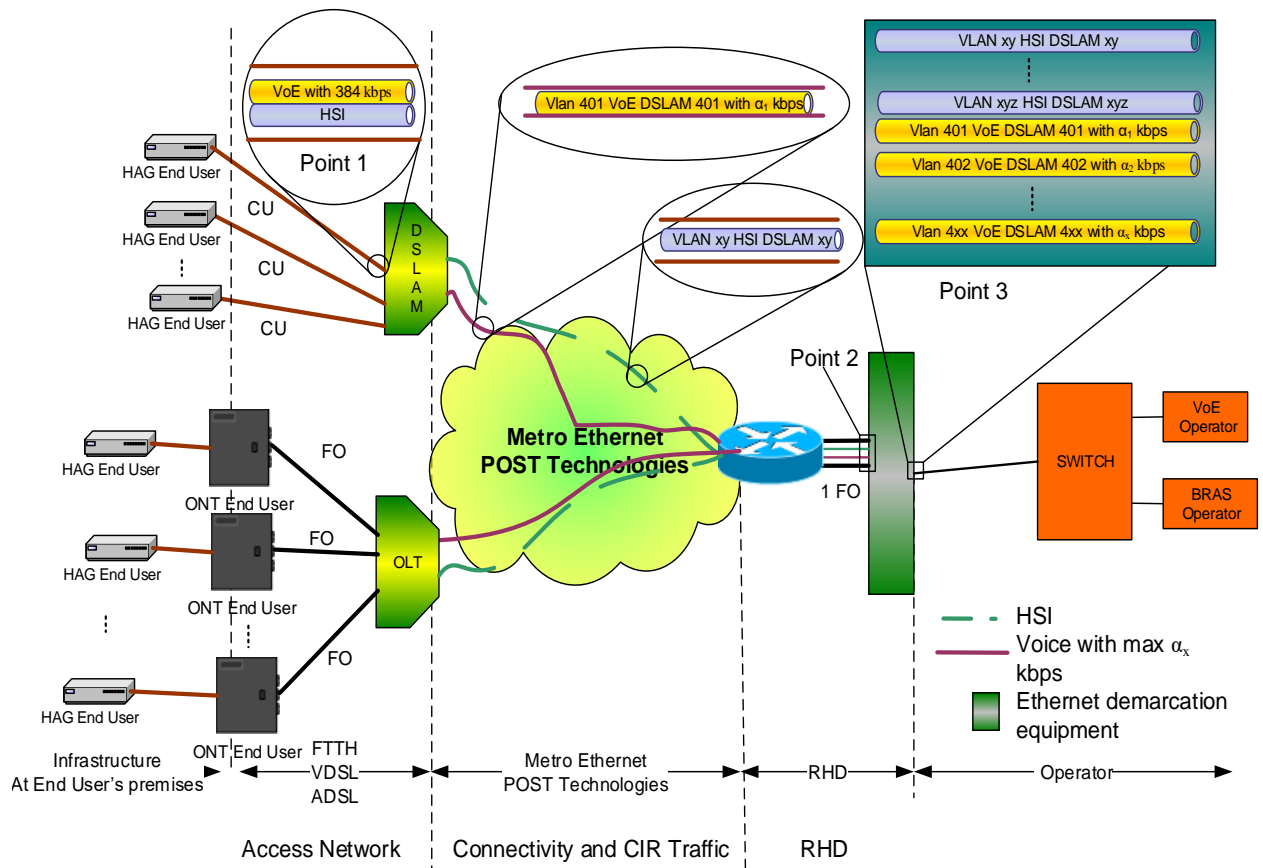 VoE with 384 kbps
HSI
Point 1
Vlan 401 VoE DSLAM 401 with α₁ kbps
VLAN xy HSI DSLAM xy
VLAN xy HSI DSLAM xy
VLAN xyz HSI DSLAM xyz
Vlan 401 VoE DSLAM 401 with α₁ kbps
Vlan 402 VoE DSLAM 402 with α₂ kbps
Vlan 4xx VoE DSLAM 4xx with αₓ kbps
Point 3
HAG End User
CU
HAG End User
CU
HAG End User
CU
DSLAM
Metro Ethernet
POST Technologies
Point 2
1 FO
SWITCH
VoE
Operator
BRAS
Operator
HAG End User
ONT End User
FO
HAG End User
ONT End User
FO
HAG End User
ONT End User
FO
OLT
HSI
Voice with max αₓ
kbps
Ethernet demarcation
equipment
Infrastructure
At End User's premises
FTTH
VDSL
ADSL
Metro Ethernet
POST Technologies
RHD
Operator
Access Network
Connectivity and CIR Traffic
RHD